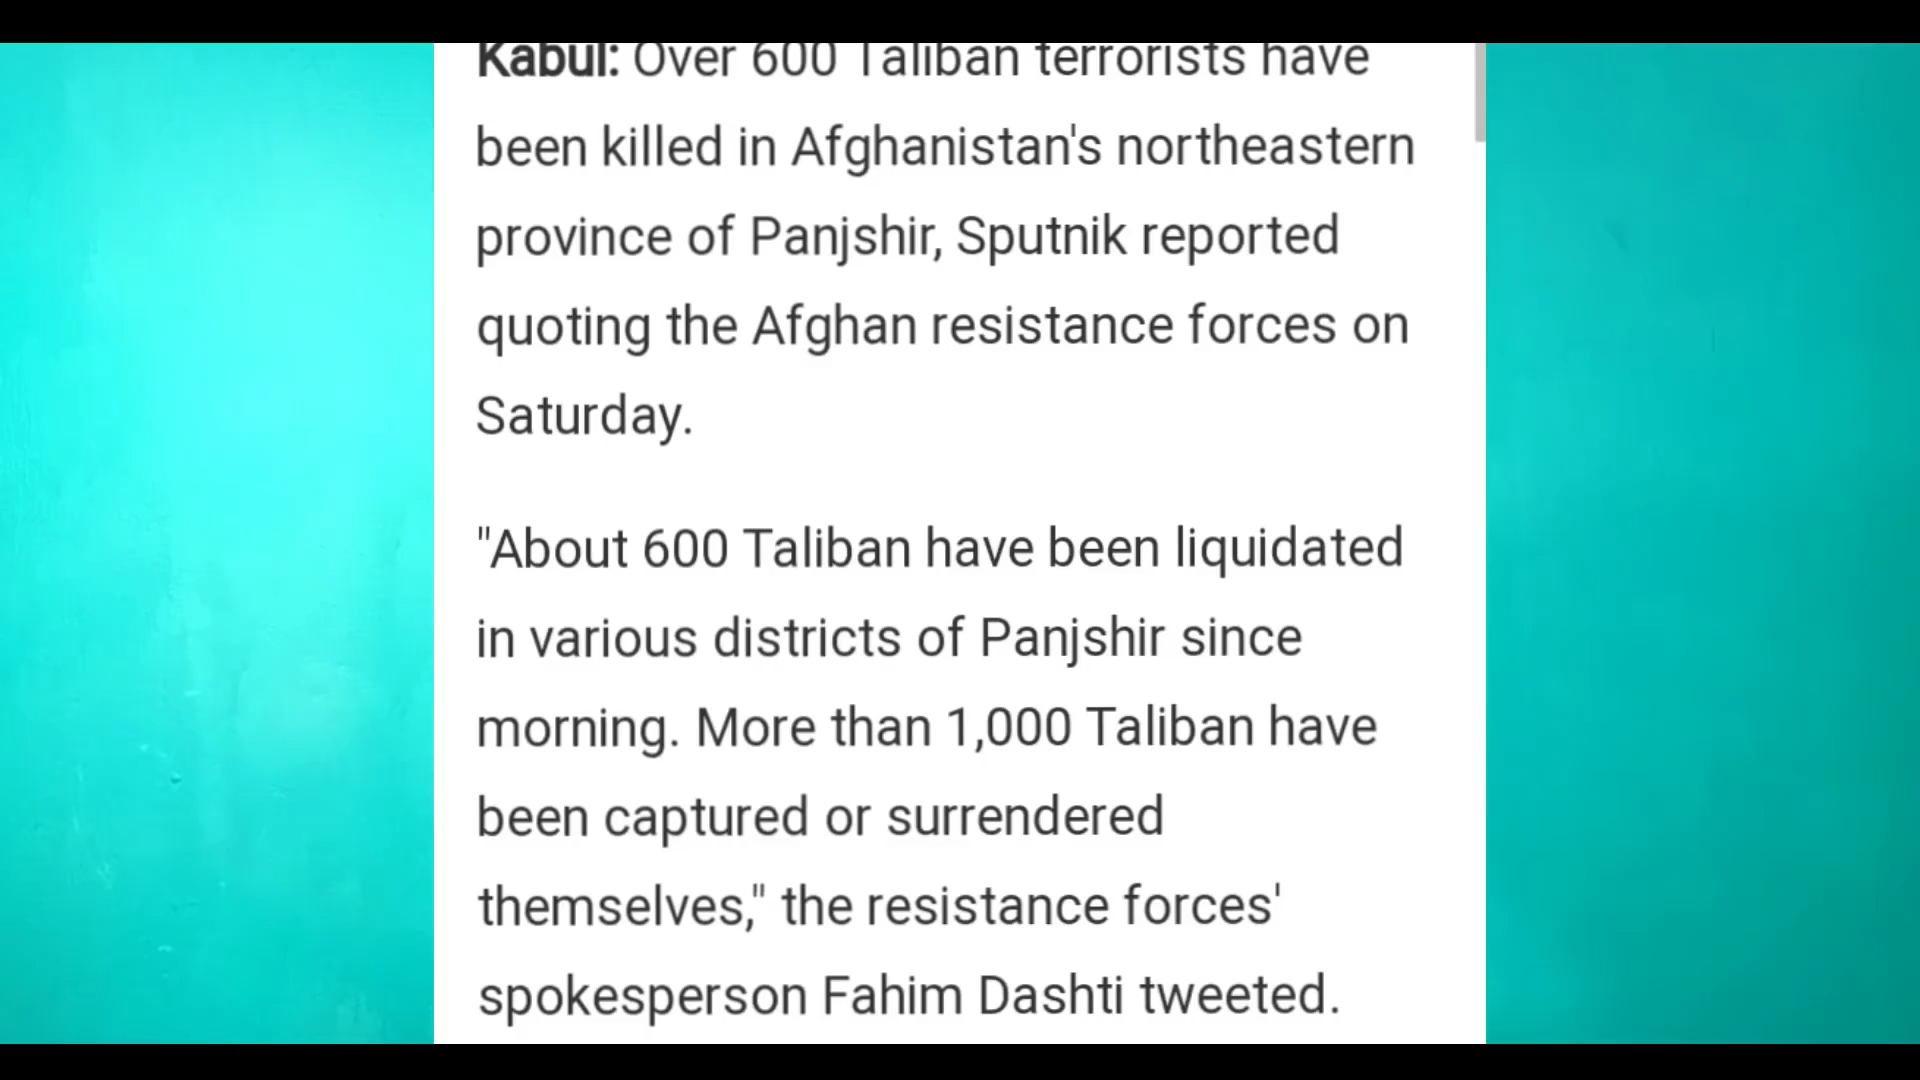 Kabul: Over 600 Taliban terrorists have
been killed in Afghanistan's northeastern
province of Panjshir, Sputnik reported
quoting the Afghan resistance forces on
Saturday.
"About 600 Taliban have been liquidated
in various districts of Panjshir since
morning. More than 1,000 Taliban have
been captured or surrendered
themselves," the resistance forces'
spokesperson Fahim Dashti tweeted.